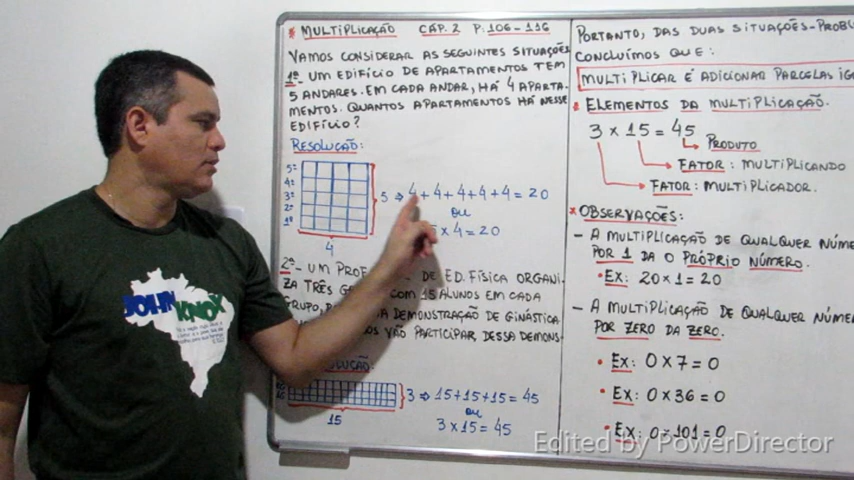 * MULTIPLICAÇÃO CAP. 2 P. 106-116
VAMOS CONSIDERAR AS SEGUINTES SITUAÇÕES
1ª UM EDIFÍCIO DE APARTAMENTOS TEM
5 ANDARES. EM CADA ANDAR, HÁ 4 APARTA-
MENTOS. QUANTOS APARTAMENTOS HÁ NESSE
EDIFÍCIO?
RESOLUÇÃO:
5º
4º
3º
2º
1º
4
5 ⇒ 4 + 4 + 4 + 4 + 4 = 20
OU
× 4 = 20
2ª - UM DE ED. FÍSICA ORGANI-
ZA TRÊS COM 15 ALUNOS EM CADA
GRUPO, DEMONSTRAÇÃO DE GINÁSTICA
VÃO PARTICIPAR DESSA DEMONS-
15
3 ⇒ 15+15+15 = 45
OU
3 × 15 = 45
PORTANTO, DAS DUAS SITUAÇÕES-PROB
CONCLUÍMOS QUE:
MULTIPLICAR É ADICIONAR PARCELAS IG
* ELEMENTOS DA MULTIPLICAÇÃO.
3 × 15 = 45
PRODUTO
FATOR: MULTIPLICANDO
FATOR: MULTIPLICADOR.
* OBSERVAÇÕES:
- A MULTIPLICAÇÃO DE QUALQUER NÚME
POR 1 DA O PRÓPRIO NÚMERO.
• EX: 20 × 1 = 20
- A MULTIPLICAÇÃO DE QUALQUER NÚME
POR ZERO DA ZERO.
• EX: 0 × 7 = 0
• EX: 0 × 36 = 0
• EX: 0 × 101 = 0
JOHN KNOX
Edited by PowerDirector